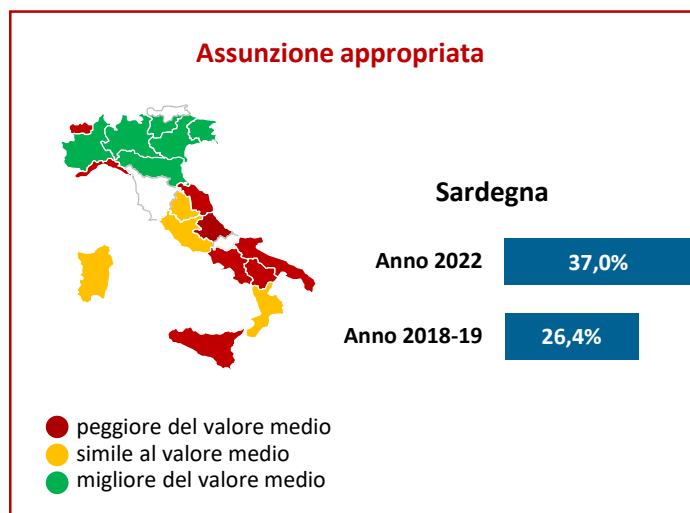 Assunzione appropriata
Sardegna
Anno 2022
37,0%
Anno 2018-19
26,4%
peggiore del valore medio
simile al valore medio
migliore del valore medio